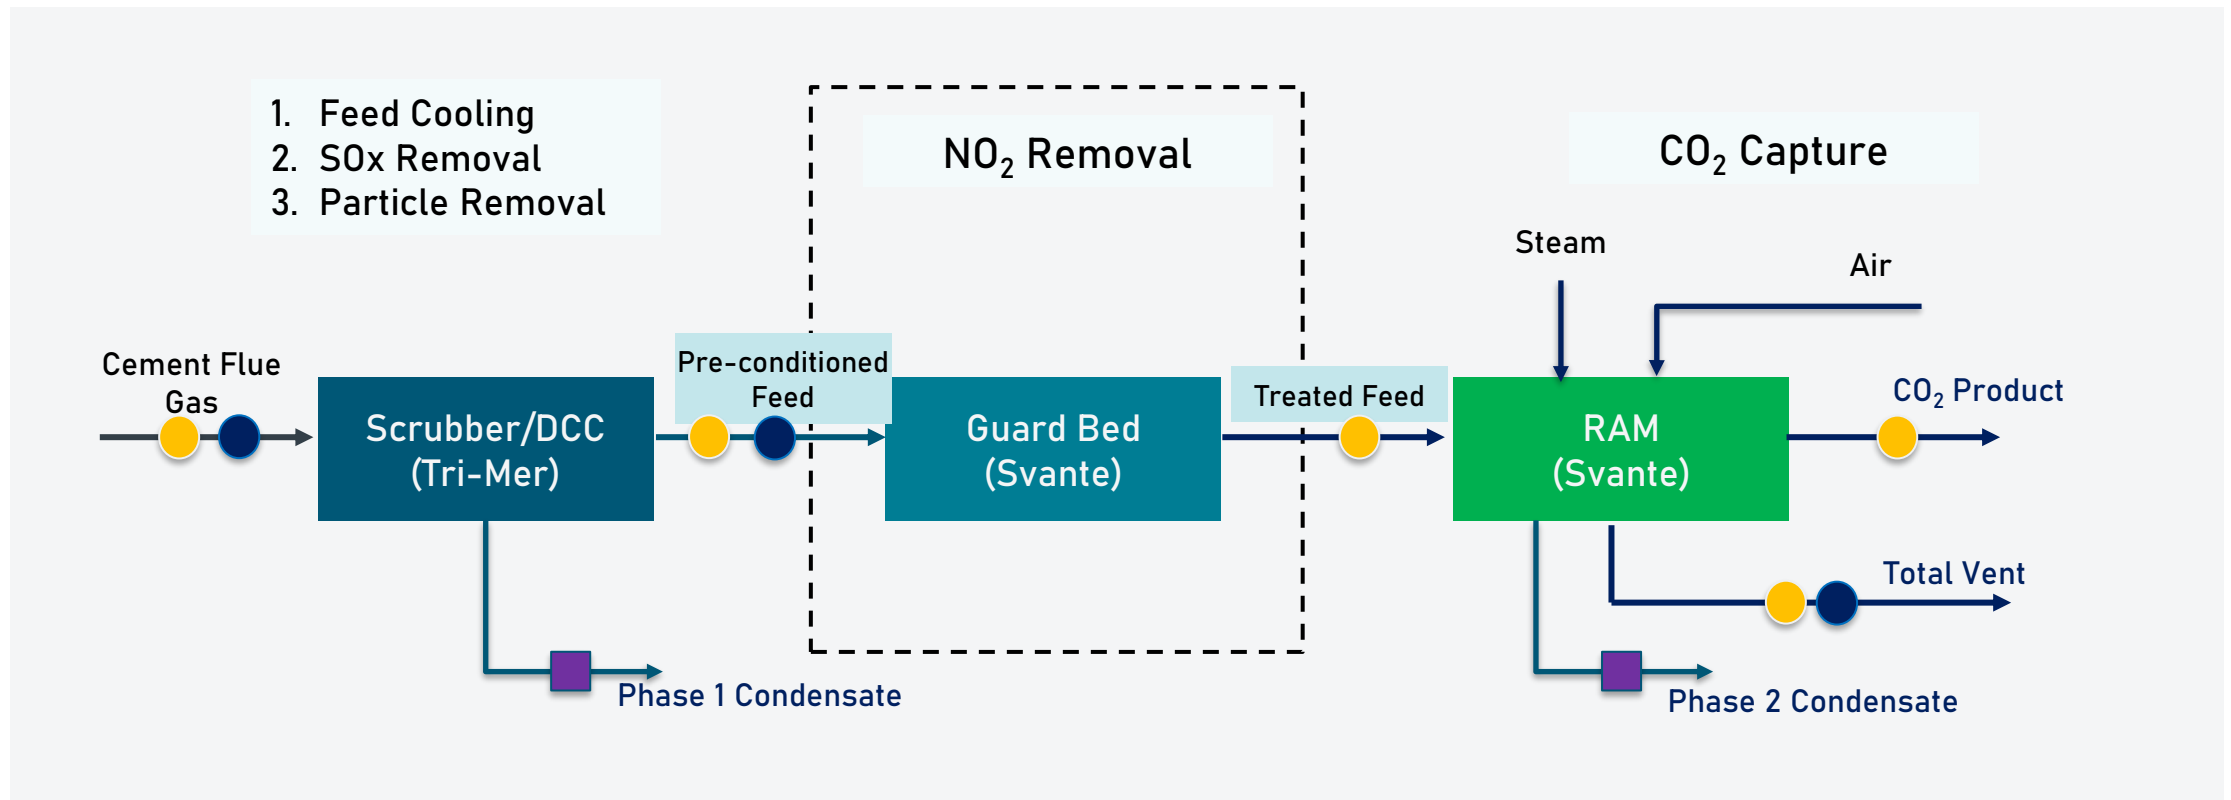 1. Feed Cooling
2. SOx Removal
3. Particle Removal
NO₂ Removal
CO₂ Capture
Steam
Air
Cement Flue
Gas
Scrubber/DCC
(Tri-Mer)
Pre-conditioned
Feed
Guard Bed
(Svante)
Treated Feed
RAM
(Svante)
CO₂ Product
Total Vent
Phase 1 Condensate
Phase 2 Condensate